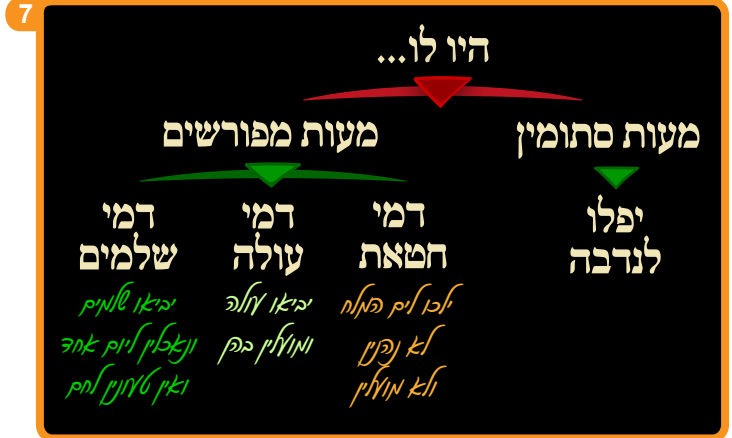 7
היו לו...
מעות סתומין
יפלו
לנדבה
מעות מפורשים
דמי
חטאת
ילכו לים המלח
לא נהנין
ולא מועלין
דמי
עולה
יביאו עולה
ומועלין בהן
דמי
שלמים
יביאו שלמים
ונאכלין ליום אחד
ואין טעונין לחם